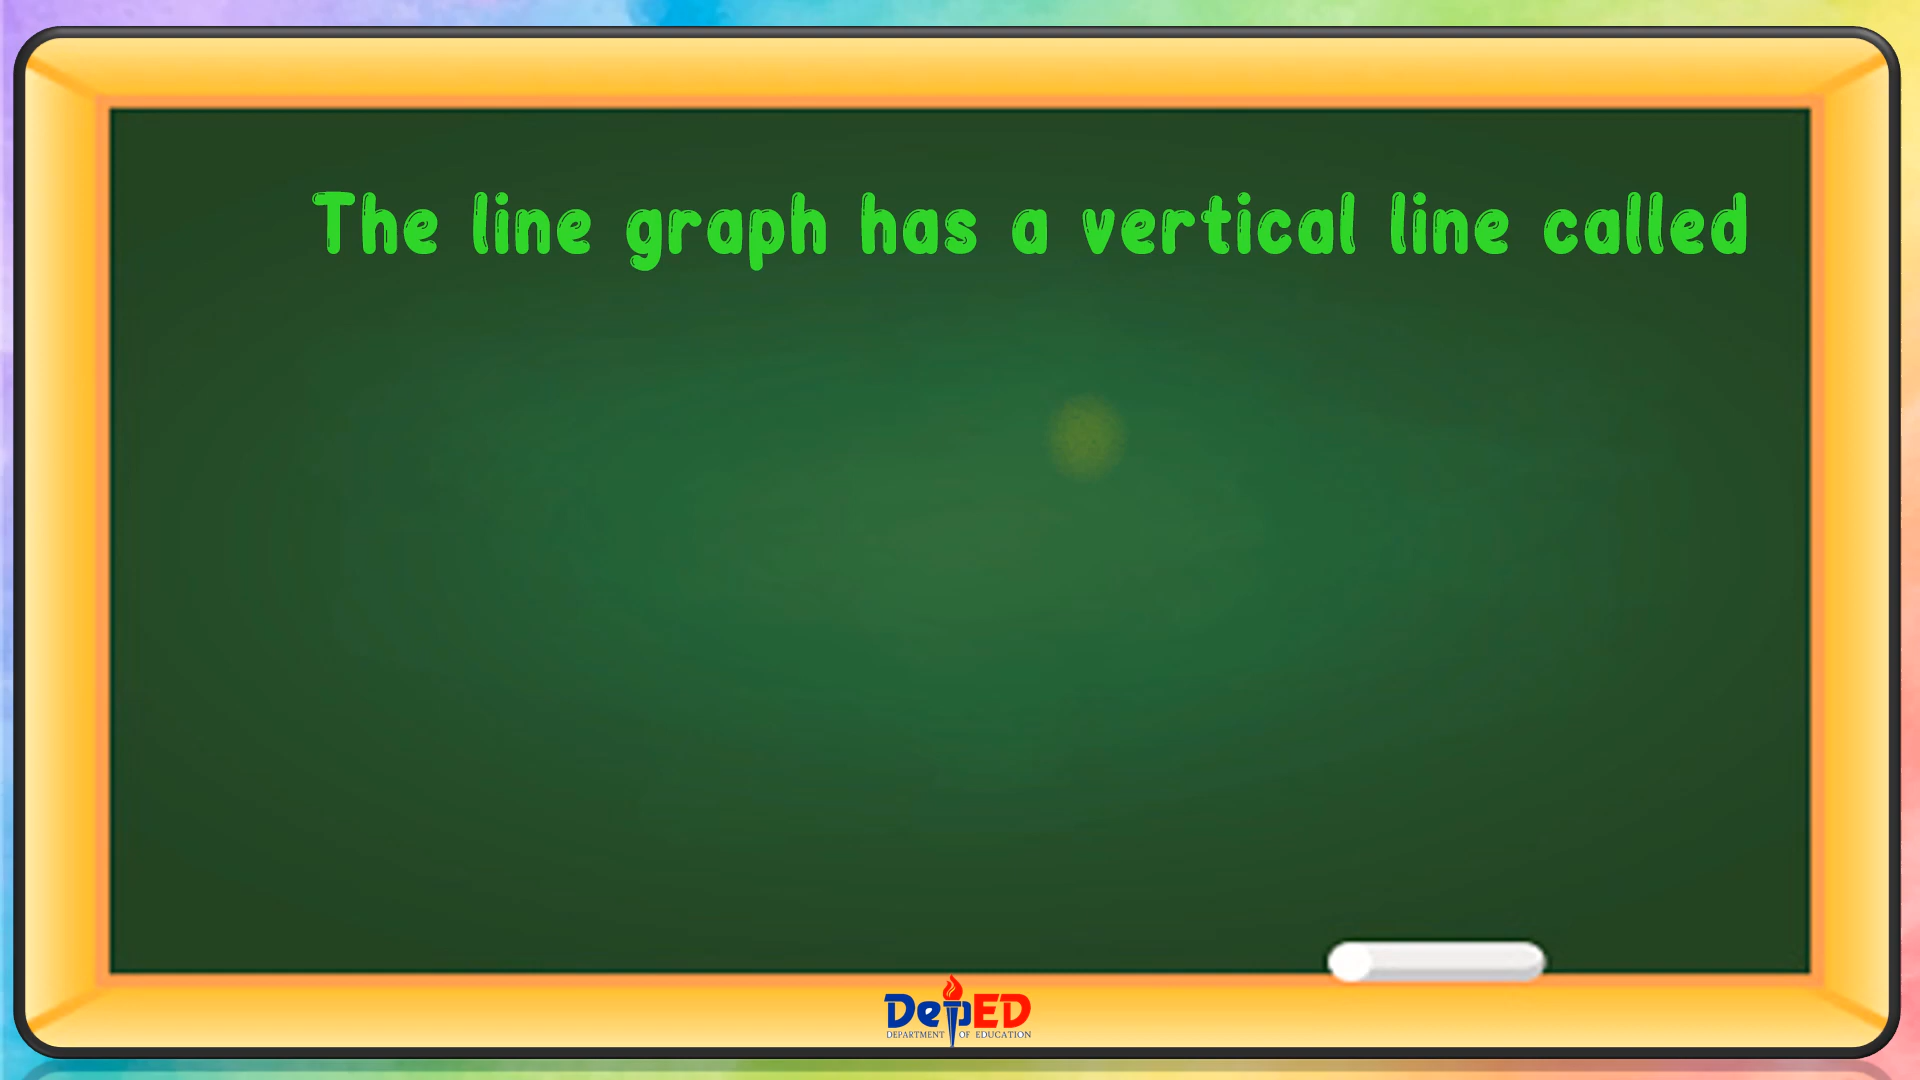 The line graph has a vertical line called
DepED
DEPARTMENT OF EDUCATION